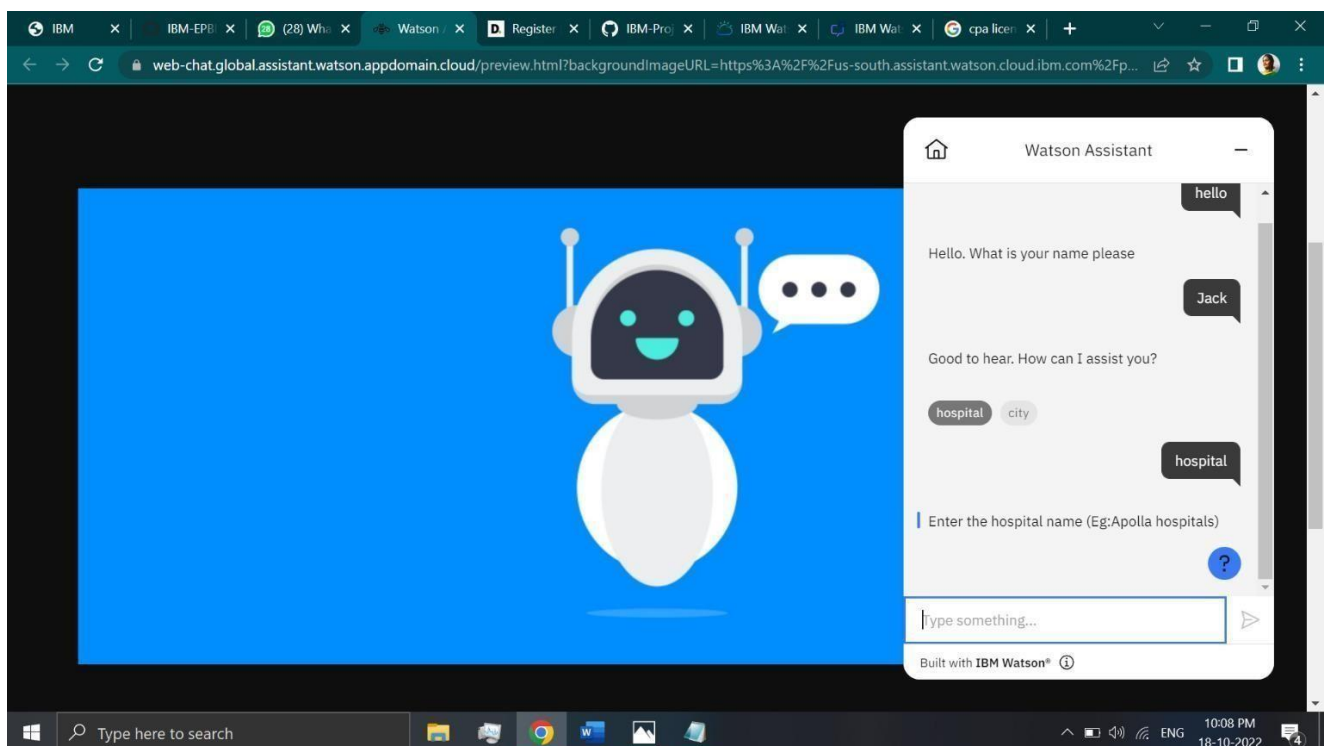 IBM
IBM-EPB
(28) Wha
Watson A
Register
IBM-Proj
IBM Wat
IBM Wat
cpa licen
web-chat.global.assistant.watson.appdomain.cloud/preview.html?backgroundImageURL=https%3A%2F%2Fus-south.assistant.watson.cloud.ibm.com%2Fp...
Watson Assistant
hello
Hello. What is your name please
Jack
Good to hear. How can I assist you?
hospital city
hospital
Enter the hospital name (Eg:Apolla hospitals)
?
Type something...
Built with IBM Watson®
Type here to search
ENG
10:08 PM
18-10-2022
4